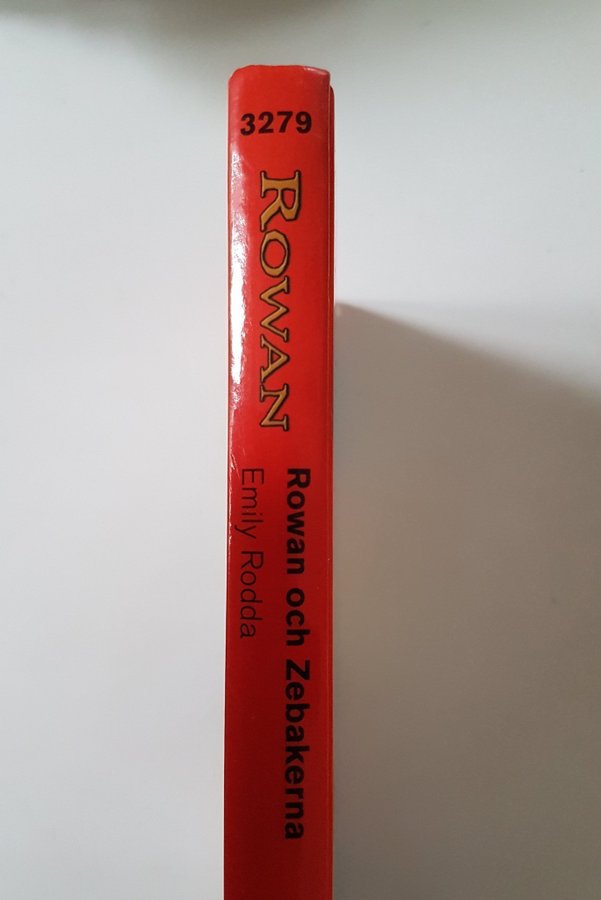 3279
ROWAN
Rowan och Zebakerna
Emily Rodda